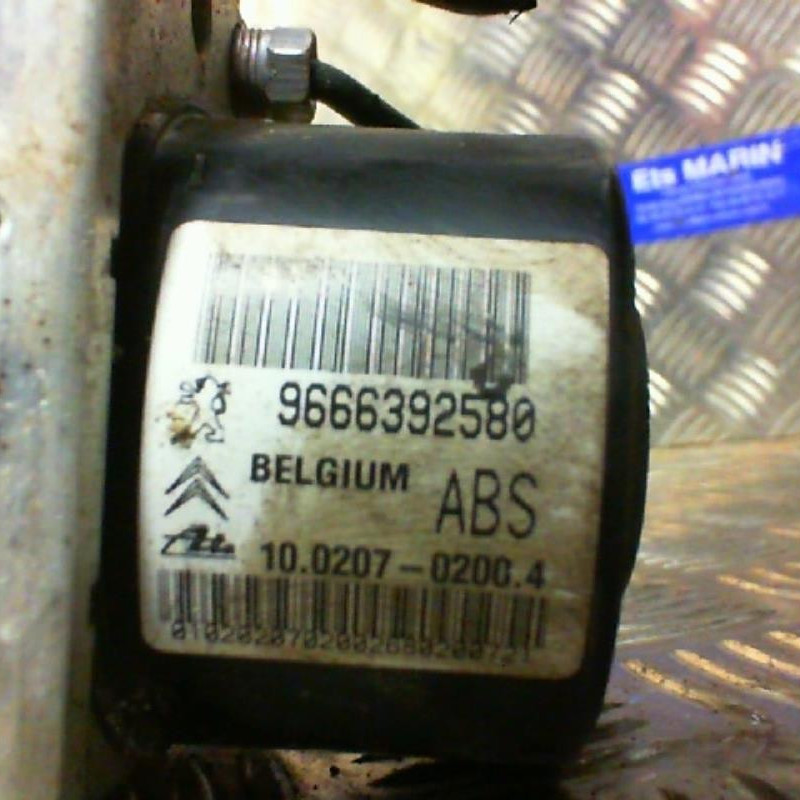 Ets MARIN
9666392580
BELGIUM
ABS
Ate
10.0207-0200.4